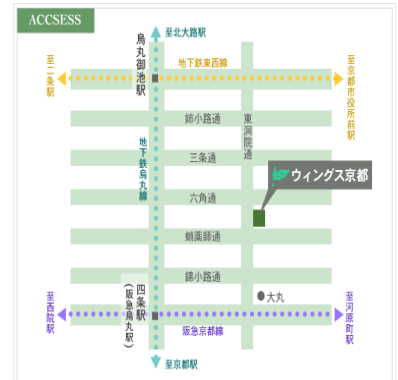 ACCSESS
至北大路駅
烏丸御池駅
地下鉄東西線
至二条駅
至京都市役所前駅
姉小路通
東洞院通
地下鉄烏丸線
三条通
ウィングス京都
六角通
蛸薬師通
錦小路通
四条駅
(阪急烏丸駅)
大丸
至西院駅
至河原町駅
阪急京都線
至京都駅